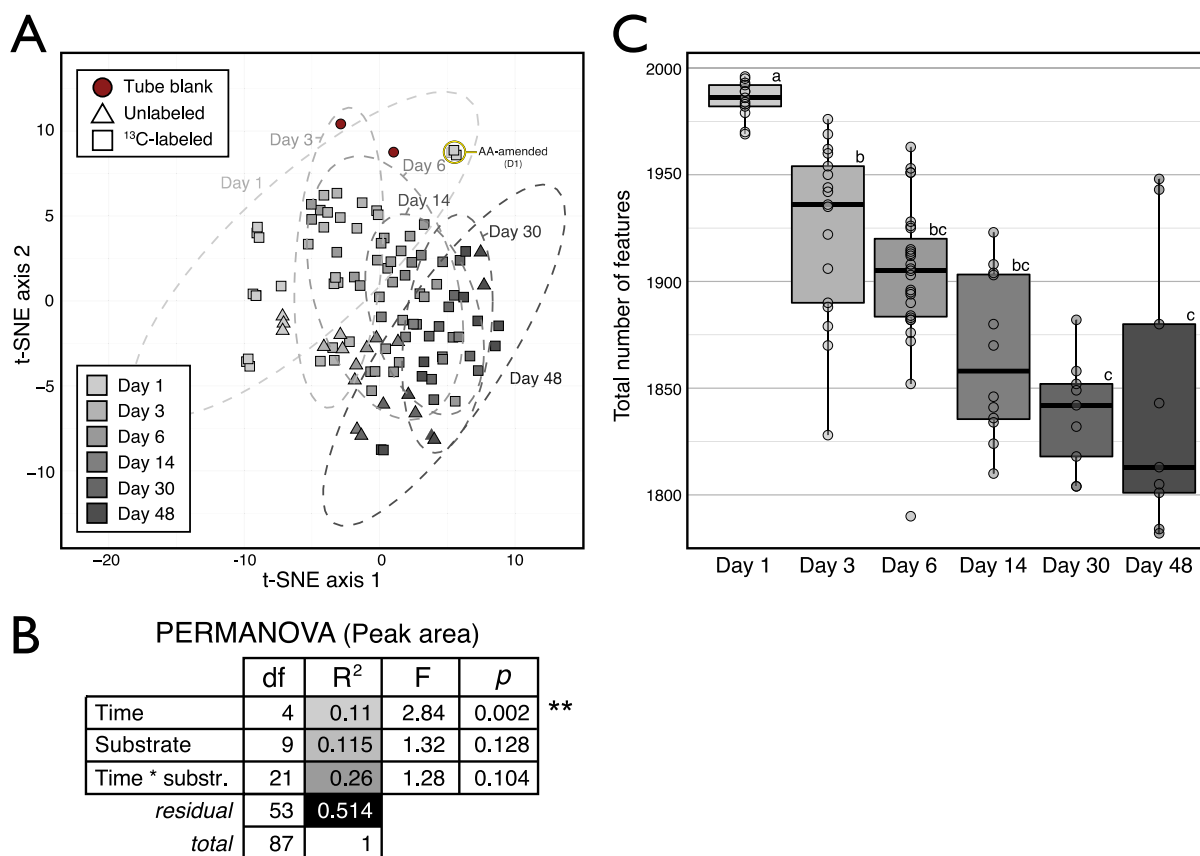 A
Tube blank
Unlabeled
¹³C-labeled
Day 3
Day 6
AA-amended
(D1)
Day 1
Day 14
Day 30
Day 48
Day 1
Day 3
Day 6
Day 14
Day 30
Day 48
10
5
0
−5
−10
t-SNE axis 2
−20
−10
0
10
t-SNE axis 1
C
2000
1950
1900
1850
1800
Total number of features
a
b
bc
bc
c
c
Day 1 Day 3 Day 6 Day 14 Day 30 Day 48
B
PERMANOVA (Peak area)
df R² F p
Time 4 0.11 2.84 0.002 **
Substrate 9 0.115 1.32 0.128
Time * substr. 21 0.26 1.28 0.104
residual 53 0.514
total 87 1